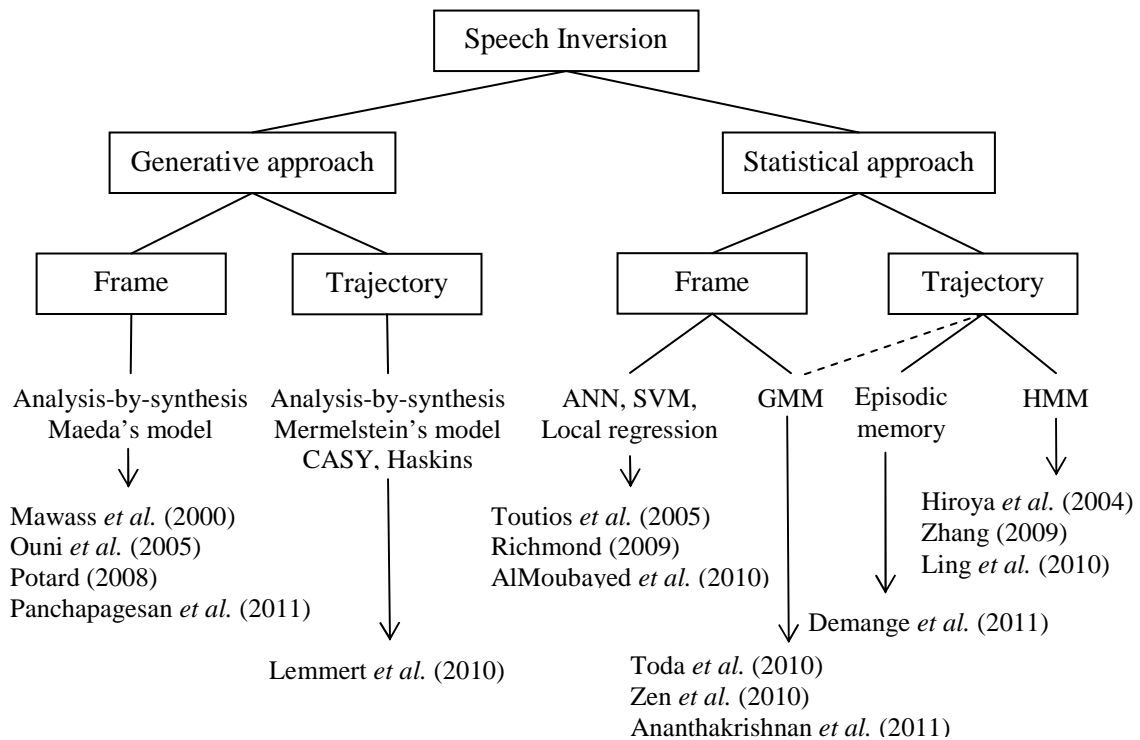 Speech Inversion
Generative approach
Statistical approach
Frame
Trajectory
Frame
Trajectory
Analysis-by-synthesis
Maeda’s model
Analysis-by-synthesis
Mermelstein’s model
CASY, Haskins
ANN, SVM,
Local regression
GMM
Episodic
memory
HMM
Mawass et al. (2000)
Ouni et al. (2005)
Potard (2008)
Panchapagesan et al. (2011)
Lemmert et al. (2010)
Toutios et al. (2005)
Richmond (2009)
AlMoubayed et al. (2010)
Toda et al. (2010)
Zen et al. (2010)
Ananthakrishnan et al. (2011)
Demange et al. (2011)
Hiroya et al. (2004)
Zhang (2009)
Ling et al. (2010)